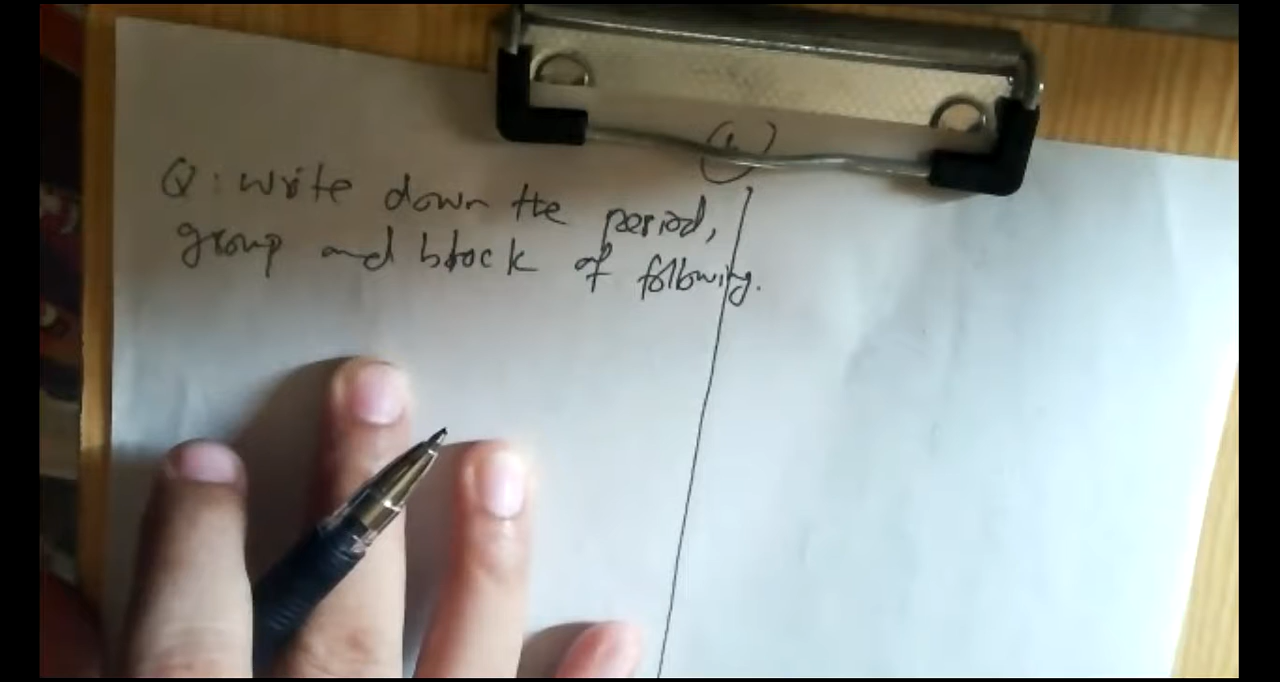 Q: write down the period,
group and block of following.